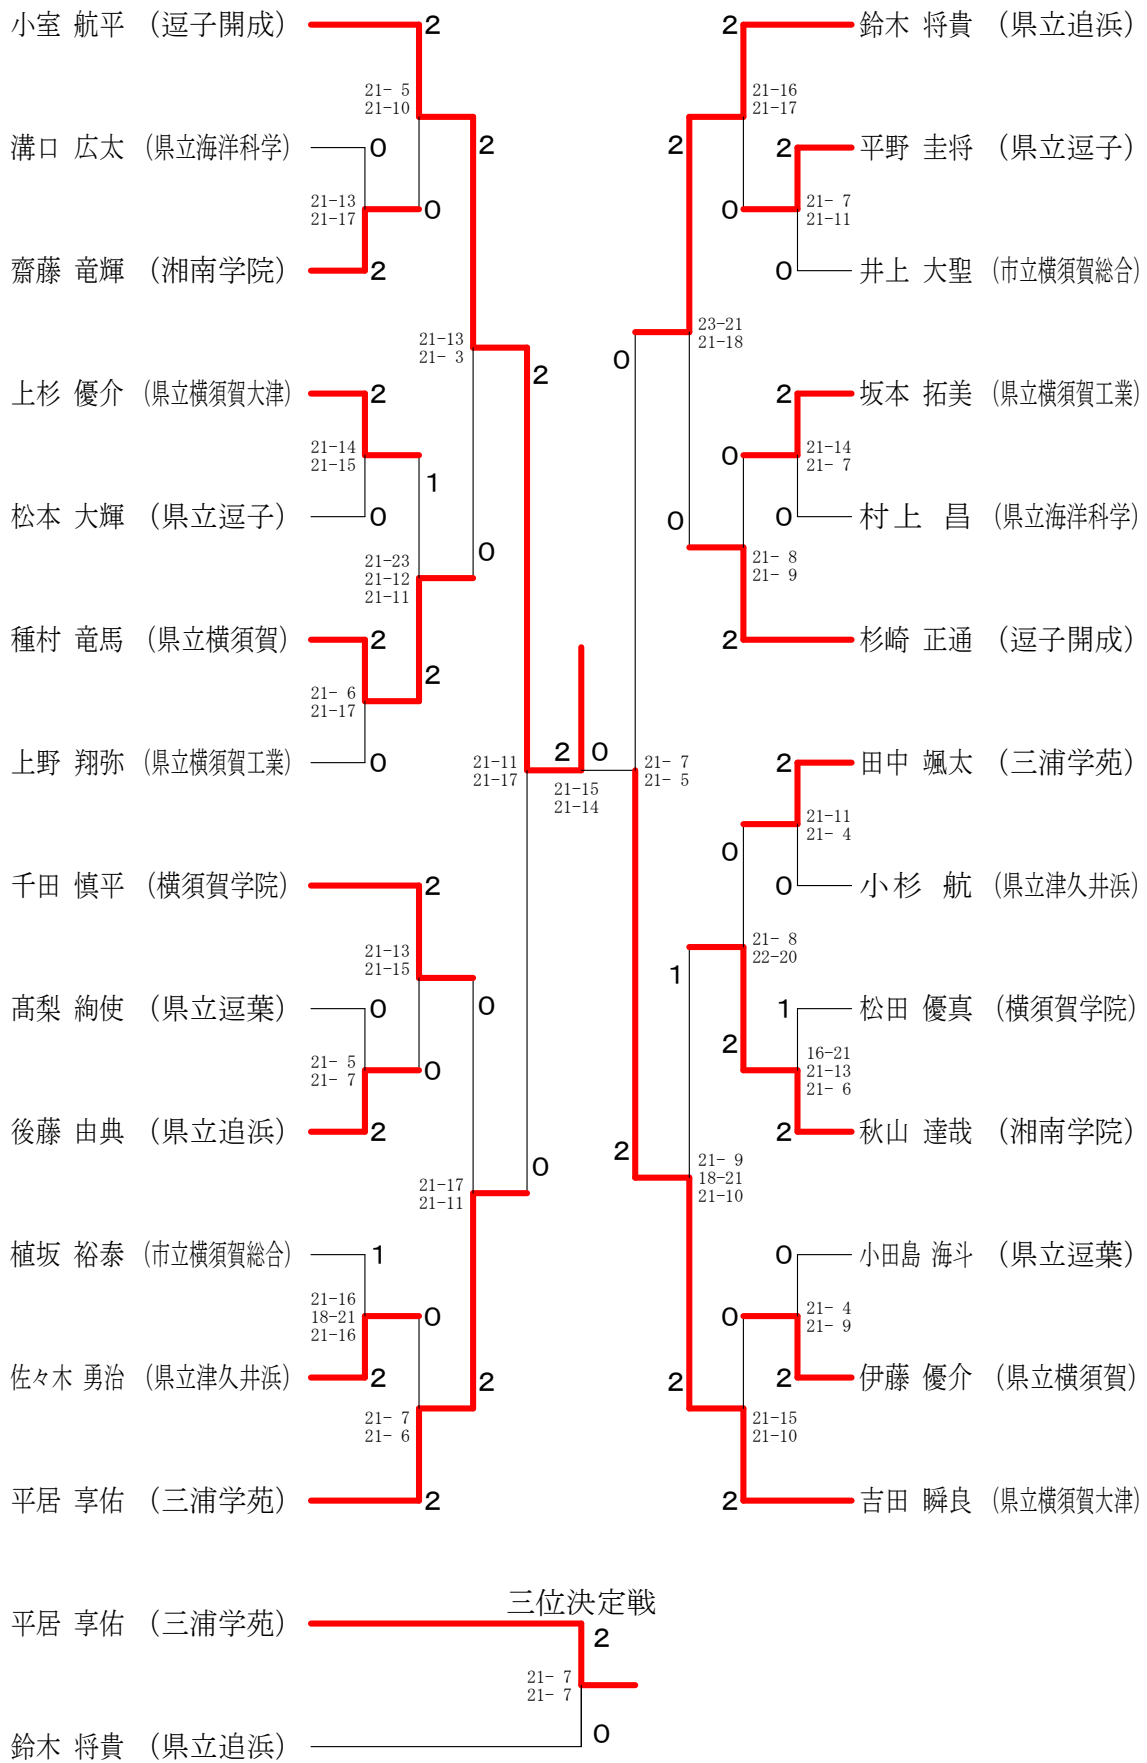 小室 航平 （逗子開成） 2 2 鈴木 将貴 （県立追浜）
21- 5 21-16
21-10 21-17
溝口 広太 （県立海洋科学） 0 2 2 2 平野 圭将 （県立逗子）
21-13 21- 7
21-17 0 0 21-11
齋藤 竜輝 （湘南学院） 2 0 井上 大聖 （市立横須賀総合）
21-13 23-21
21- 3 21-18
2 0
上杉 優介 （県立横須賀大津） 2 2 坂本 拓美 （県立横須賀工業）
21-14 0 21-14
21-15 21- 7
1
松本 大輝 （県立逗子） 0 0 0 村上 昌 （県立海洋科学）
21-23 0 21- 8
21-12 21- 9
21-11
種村 竜馬 （県立横須賀） 2 2 杉崎 正通 （逗子開成）
21- 6 2
21-17
上野 翔弥 （県立横須賀工業） 0 21-11 2 0 21- 7 2 田中 颯太 （三浦学苑）
21-17 21-15 21- 5
21-14 21-11
21- 4
0
千田 慎平 （横須賀学院） 2 0 小杉 航 （県立津久井浜）
21-13 21- 8
21-15 22-20
1
髙梨 絢使 （県立逗葉） 0 0 1 松田 優真 （横須賀学院）
21- 5 2 16-21
21- 7 0 21-13
21- 6
後藤 由典 （県立追浜） 2 2 秋山 達哉 （湘南学院）
0 2 21- 9
21-17 18-21
21-11 21-10
植坂 裕泰 （市立横須賀総合） 1 0 小田島 海斗 （県立逗葉）
21-16 21- 4
18-21 0 0 21- 9
21-16
佐々木 勇治 （県立津久井浜） 2 2 2 2 伊藤 優介 （県立横須賀）
21- 7 21-15
21- 6 21-10
平居 享佑 （三浦学苑） 2 2 吉田 瞬良 （県立横須賀大津）
三位決定戦
平居 享佑 （三浦学苑） 2
21- 7
21- 7
鈴木 将貴 （県立追浜） 0